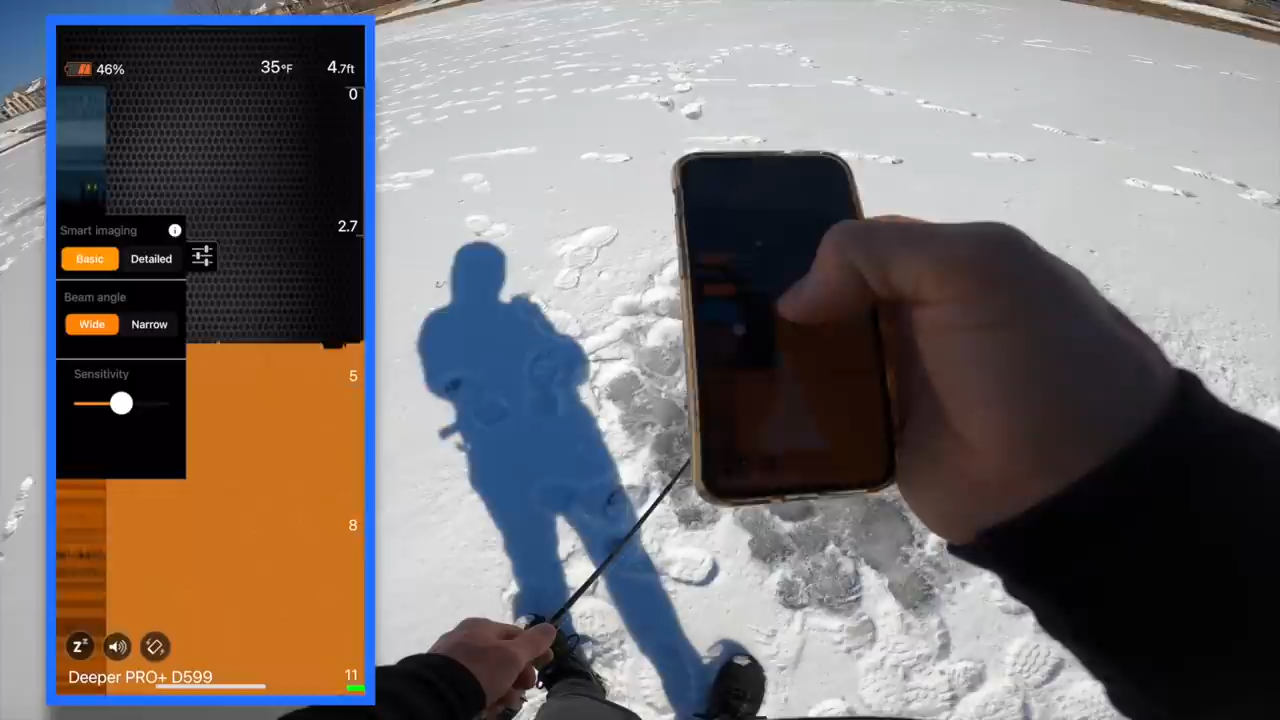 46% 35°F 4.7ft
0
2.7
Smart imaging i
Basic Detailed
Beam angle
Wide Narrow
5
Sensitivity
8
zz
Deeper PRO+ D599 11